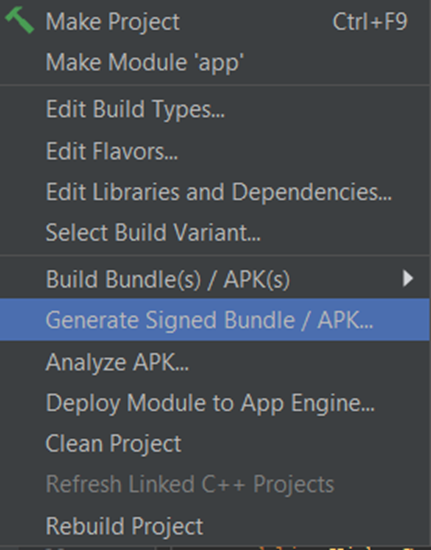 Make Project Ctrl+F9
Make Module 'app'
Edit Build Types...
Edit Flavors...
Edit Libraries and Dependencies...
Select Build Variant...
Build Bundle(s) / APK(s)
Generate Signed Bundle / APK...
Analyze APK...
Deploy Module to App Engine...
Clean Project
Refresh Linked C++ Projects
Rebuild Project